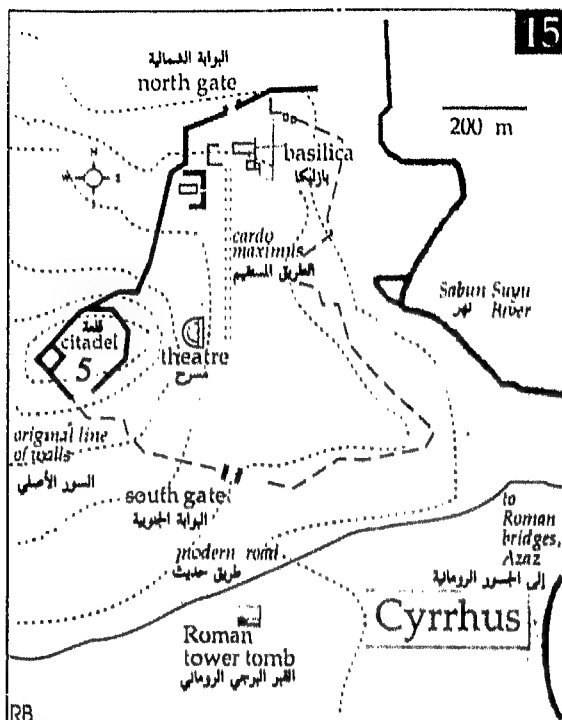 15
البوابة الشمالية
north gate
200 m
basilica
بازليكا
cardo
maximus
الطريق المستقيم
Sabun Suyu
River
نهر
قلعة
citadel
5
theatre
مسرح
original line
of walls
السور الأصلي
south gate
البوابة الجنوبية
modern road
طريق حديث
to
Roman
bridges,
Azaz
إلى الجسور الرومانية
Cyrrhus
Roman
tower tomb
القبر البرجي الروماني
RB